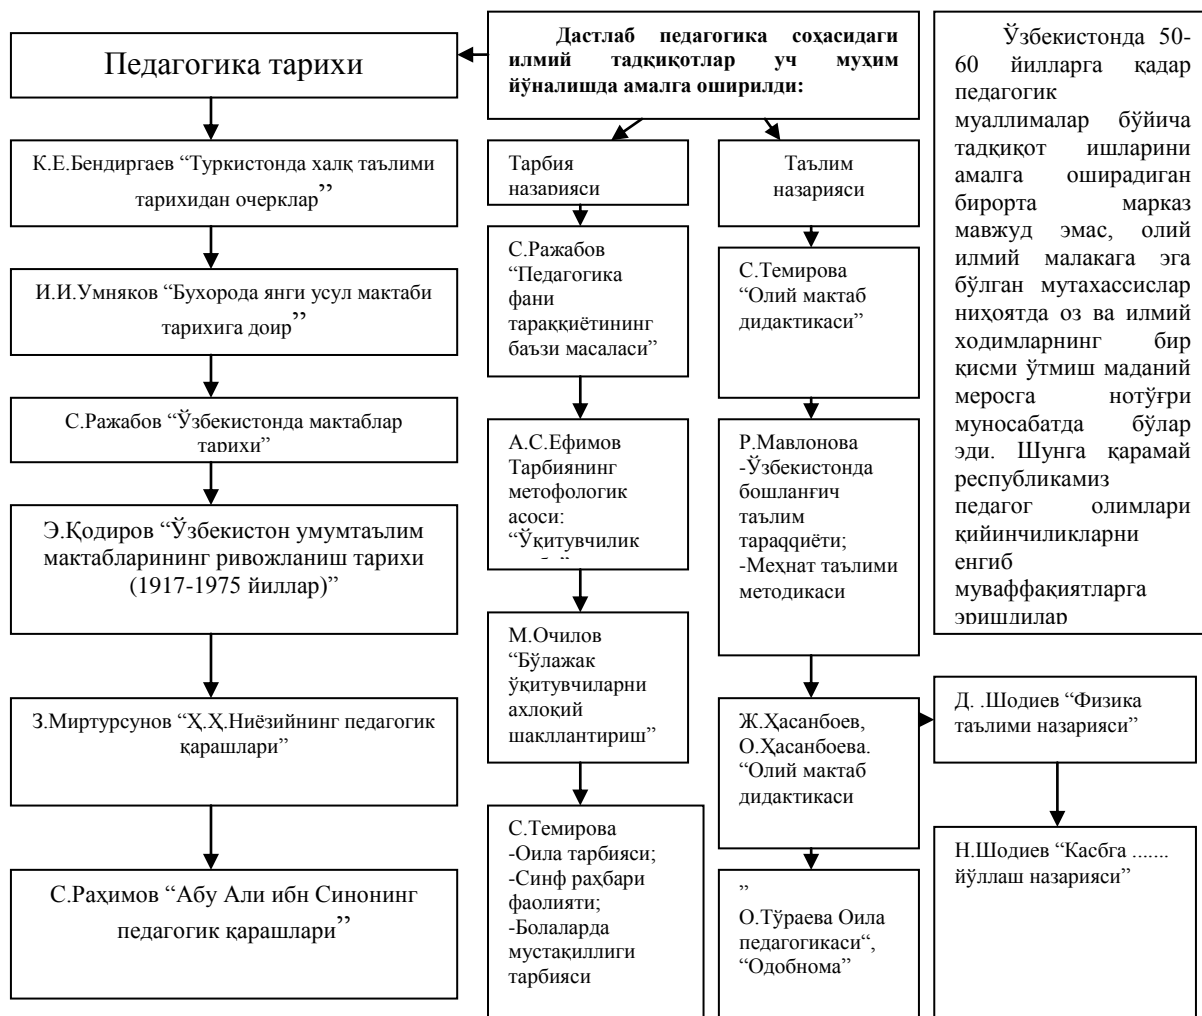 Дастлаб педагогика соҳасидаги
илмий тадқиқотлар уч муҳим
йўналишда амалга оширилди:
Педагогика тарихи
К.Е.Бендиргаев “Туркистонда халқ таълими
тарихидан очерклар”
И.И.Умняков “Бухорода янги усул мактаби
тарихига доир”
С.Ражабов “Ўзбекистонда мактаблар
тарихи”
Э.Қодиров “Ўзбекистон умумтаълим
мактабларининг ривожланиш тарихи
(1917-1975 йиллар)”
З.Миртурсунов “Ҳ.Ҳ.Ниёзийнинг педагогик
қарашлари”
С.Раҳимов “Абу Али ибн Синонинг
педагогик қарашлари”
Тарбия
назарияси
С.Ражабов
“Педагогика
фани
тараққиётининг
баъзи масаласи”
А.С.Ефимов
Тарбиянинг
метофологик
асоси:
“Ўқитувчилик
М.Очилов
“Бўлажак
ўқитувчиларни
ахлоқий
шакллантириш”
С.Темирова
-Оила тарбияси;
-Синф раҳбари
фаолияти;
-Болаларда
мустақиллиги
тарбияси
Таълим
назарияси
С.Темирова
“Олий мактаб
дидактикаси”
Р.Мавлонова
-Ўзбекистонда
бошланғич
таълим
тараққиёти;
-Меҳнат таълими
методикаси
Ж.Ҳасанбоев,
О.Ҳасанбоева.
“Олий мактаб
дидактикаси
”
О.Тўраева Оила
педагогикаси“,
“Одобнома”
Ўзбекистонда 50-
60 йилларга қадар
педагогик
муаллималар бўйича
тадқиқот ишларини
амалга оширадиган
бирорта марказ
мавжуд эмас, олий
илмий малакага эга
бўлган мутахассислар
ниҳоятда оз ва илмий
ходимларнинг бир
қисми ўтмиш маданий
меросга нотўғри
муносабатда бўлар
эди. Шунга қарамай
республикамиз
педагог олимлари
қийинчиликларни
енгиб
муваффақиятларга
эришдилар
Д. .Шодиев “Физика
таълими назарияси”
Н.Шодиев “Касбга .......
йўллаш назарияси”